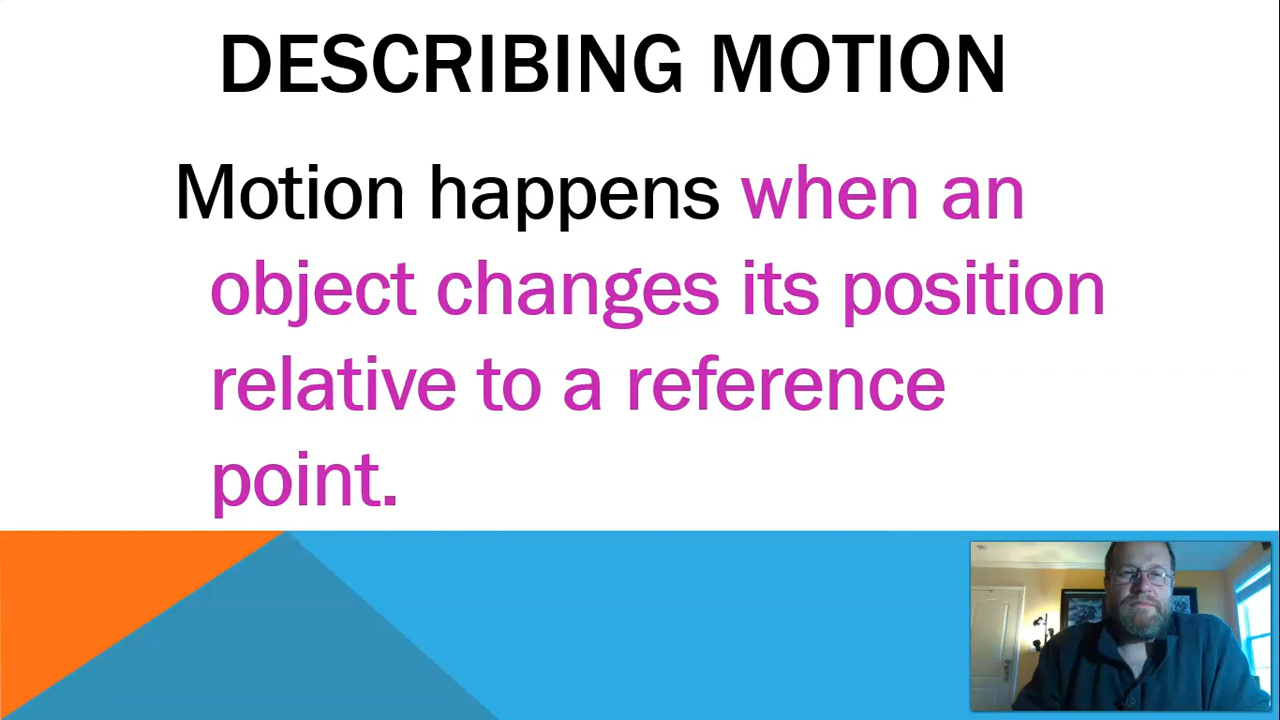 DESCRIBING MOTION
Motion happens when an
object changes its position
relative to a reference
point.